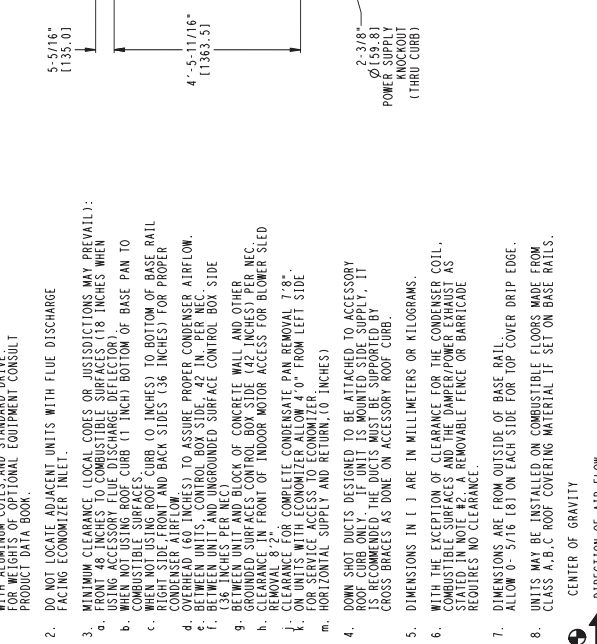 WITH ALUMINUM COILS, AND STANDARD DRIVE.
FOR WEIGHTS OF OPTIONAL EQUIPMENT CONSULT
PRODUCT DATA BOOK.
2. DO NOT LOCATE ADJACENT UNITS WITH FLUE DISCHARGE
FACING ECONOMIZER INLET.
3. MINIMUM CLEARANCE (LOCAL CODES OR JUSISDICTIONS MAY PREVAIL):
a. FRONT 48 INCHES TO COMBUSTIBLE SURFACES (18 INCHES WHEN
USING ACCESSORY FLUE DISCHARGE DEFLECTOR).
b. WHEN NOT USING ROOF CURB (1 INCH) BOTTOM OF BASE PAN TO
COMBUSTIBLE SURFACES.
c. WHEN NOT USING ROOF CURB (0 INCHES) TO BOTTOM OF BASE RAIL
RIGHT SIDE,FRONT AND BACK SIDES (36 INCHES) FOR PROPER
CONDENSER AIRFLOW.
d. OVERHEAD (60 INCHES) TO ASSURE PROPER CONDENSER AIRFLOW.
e. BETWEEN UNITS, CONTROL BOX SIDE, 42 IN. PER NEC.
f. BETWEEN UNIT AND UNGROUNDED SURFACE CONTROL BOX SIDE
(36 INCHES PER NEC)
g. BETWEEN UNIT AND BLOCK OF CONCRETE WALL AND OTHER
GROUNDED SURFACES CONTROL BOX SIDE (42 INCHES) PER NEC.
h. CLEARANCE IN FRONT OF INDOOR MOTOR ACCESS FOR BLOWER SLED
REMOVAL 8'2".
j. CLEARANCE FOR COMPLETE CONDENSATE PAN REMOVAL 7'8".
k. ON UNITS WITH ECONOMIZER ALLOW 4'0" FROM LEFT SIDE
FOR SERVICE ACCESS TO ECONOMIZER.
m. HORIZONTAL SUPPLY AND RETURN,(0 INCHES)
4. DOWN SHOT DUCTS DESIGNED TO BE ATTACHED TO ACCESSORY
ROOF CURB ONLY. IF UNIT IS MOUNTED SIDE SUPPLY, IT
IS RECOMMENDED THE DUCTS MUST BE SUPPORTED BY
CROSS BRACES AS DONE ON ACCESSORY ROOF CURB.
5. DIMENSIONS IN [ ] ARE IN MILLIMETERS OR KILOGRAMS.
6. WITH THE EXCEPTION OF CLEARANCE FOR THE CONDENSER COIL,
COMBUSTIBLE SURFACES AND THE DAMPER/POWER EXHAUST AS
STATED IN NOTE #2. A REMOVABLE FENCE OR BARRICADE
REQUIRES NO CLEARANCE.
7. DIMENSIONS ARE FROM OUTSIDE OF BASE RAIL.
ALLOW 0- 5/16 [8] ON EACH SIDE FOR TOP COVER DRIP EDGE.
8. UNITS MAY BE INSTALLED ON COMBUSTIBLE FLOORS MADE FROM
CLASS A,B,C ROOF COVERING MATERIAL IF SET ON BASE RAILS.
CENTER OF GRAVITY
DIRECTION OF AIR FLOW
5-5/16"
[135.0]
4'-5-11/16"
[1363.5]
2-3/8"
Ø[59.8]
POWER SUPPLY
KNOCKOUT
(THRU CURB)